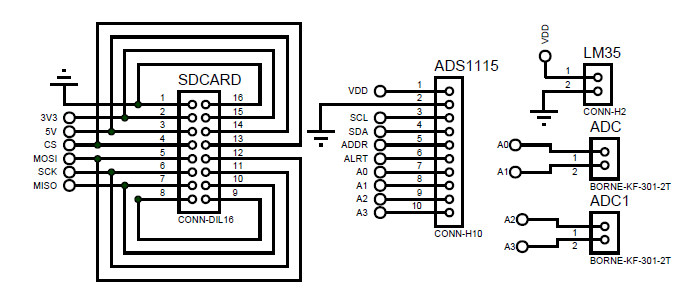 SDCARD
1 16
3V3 2 15
5V 3 14
CS 4 13
MOSI 5 12
SCK 6 11
MISO 7 10
8 9
CONN-DIL16
ADS1115
VDD 1
2
SCL 3
SDA 4
ADDR 5
ALRT 6
A0 7
A1 8
A2 9
A3 10
CONN-H10
VDD
LM35
1
2
CONN-H2
ADC
A0
1
A1 2
BORNE-KF-301-2T
ADC1
A2
1
A3 2
BORNE-KF-301-2T